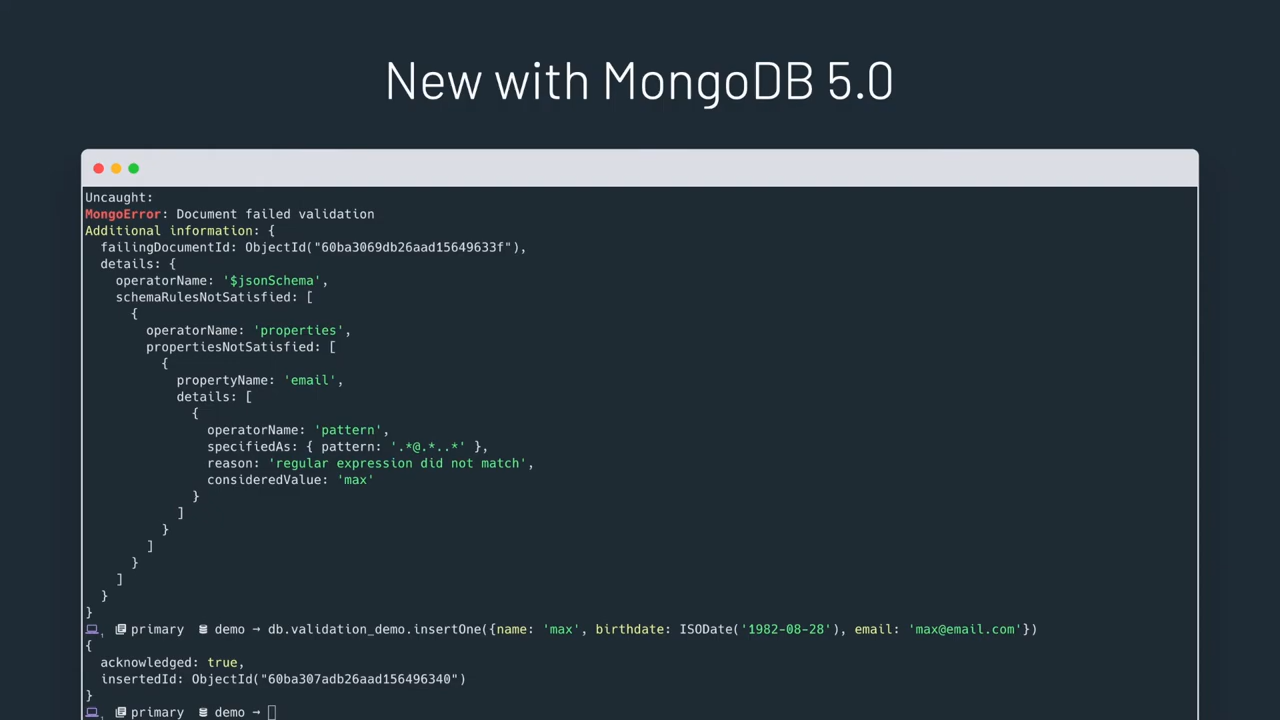 New with MongoDB 5.0
Uncaught:
MongoError: Document failed validation
Additional information: {
  failingDocumentId: ObjectId("60ba3069db26aad15649633f"),
  details: {
    operatorName: '$jsonSchema',
    schemaRulesNotSatisfied: [
      {
        operatorName: 'properties',
        propertiesNotSatisfied: [
          {
            propertyName: 'email',
            details: [
              {
                operatorName: 'pattern',
                specifiedAs: { pattern: '.*@.*..*' },
                reason: 'regular expression did not match',
                consideredValue: 'max'
              }
            ]
          }
        ]
      }
    ]
  }
}
primary demo → db.validation_demo.insertOne({name: 'max', birthdate: ISODate('1982-08-28'), email: 'max@email.com'})
{
  acknowledged: true,
  insertedId: ObjectId("60ba307adb26aad156496340")
}
primary demo →